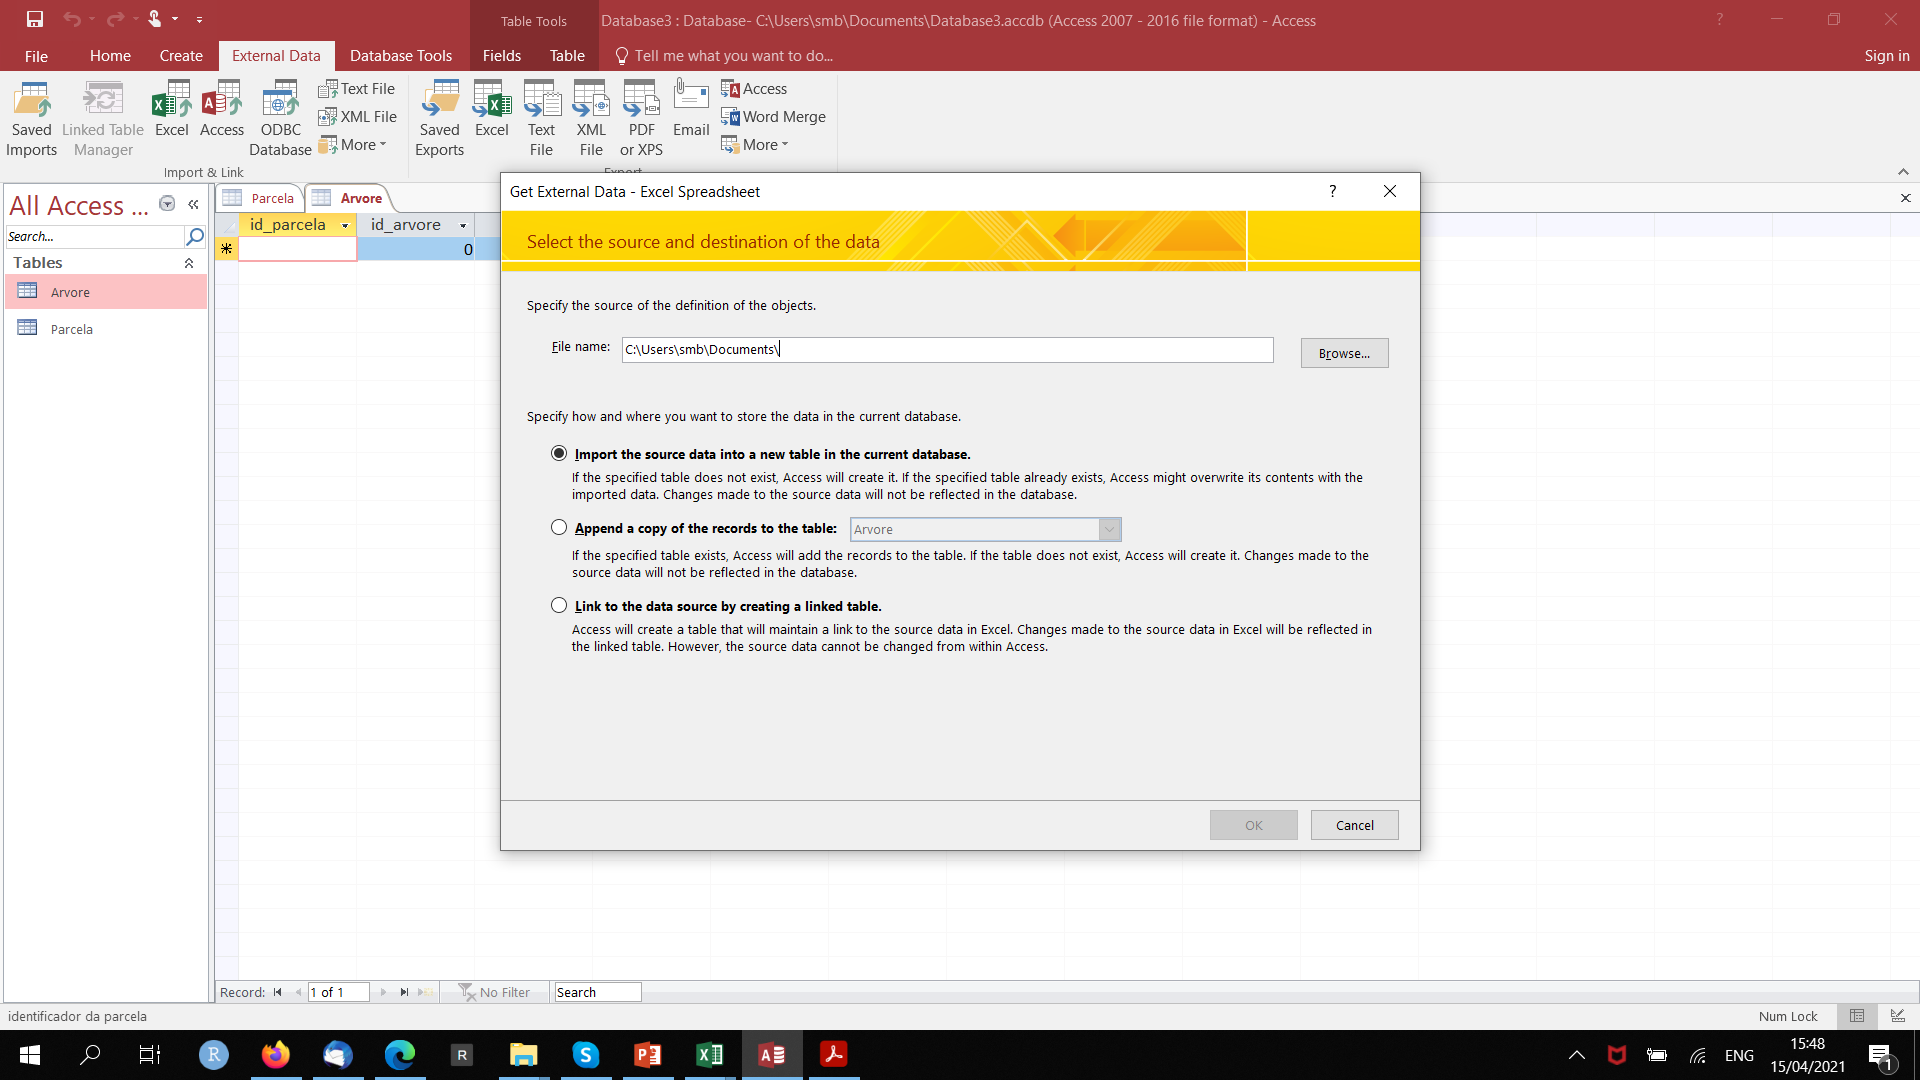 Table Tools
Database3 : Database- C:\Users\smb\Documents\Database3.accdb (Access 2007 - 2016 file format) - Access
?
File
Home
Create
External Data
Database Tools
Fields
Table
Tell me what you want to do...
Sign in
Saved Imports
Linked Table Manager
Excel
Access
ODBC Database
Text File
XML File
More
Saved Exports
Excel
Text File
XML File
PDF or XPS
Email
Access
Word Merge
More
Import & Link
Export
All Access ...
Search...
Tables
Arvore
Parcela
Parcela
Arvore
id_parcela
id_arvore
0
Get External Data - Excel Spreadsheet
?
Select the source and destination of the data
Specify the source of the definition of the objects.
File name:
C:\Users\smb\Documents\
Browse...
Specify how and where you want to store the data in the current database.
Import the source data into a new table in the current database.
If the specified table does not exist, Access will create it. If the specified table already exists, Access might overwrite its contents with the
imported data. Changes made to the source data will not be reflected in the database.
Append a copy of the records to the table:
Arvore
If the specified table exists, Access will add the records to the table. If the table does not exist, Access will create it. Changes made to the
source data will not be reflected in the database.
Link to the data source by creating a linked table.
Access will create a table that will maintain a link to the source data in Excel. Changes made to the source data in Excel will be reflected in
the linked table. However, the source data cannot be changed from within Access.
OK
Cancel
Record:
1 of 1
No Filter
Search
identificador da parcela
Num Lock
R
R
S
ENG
15:48
15/04/2021
1